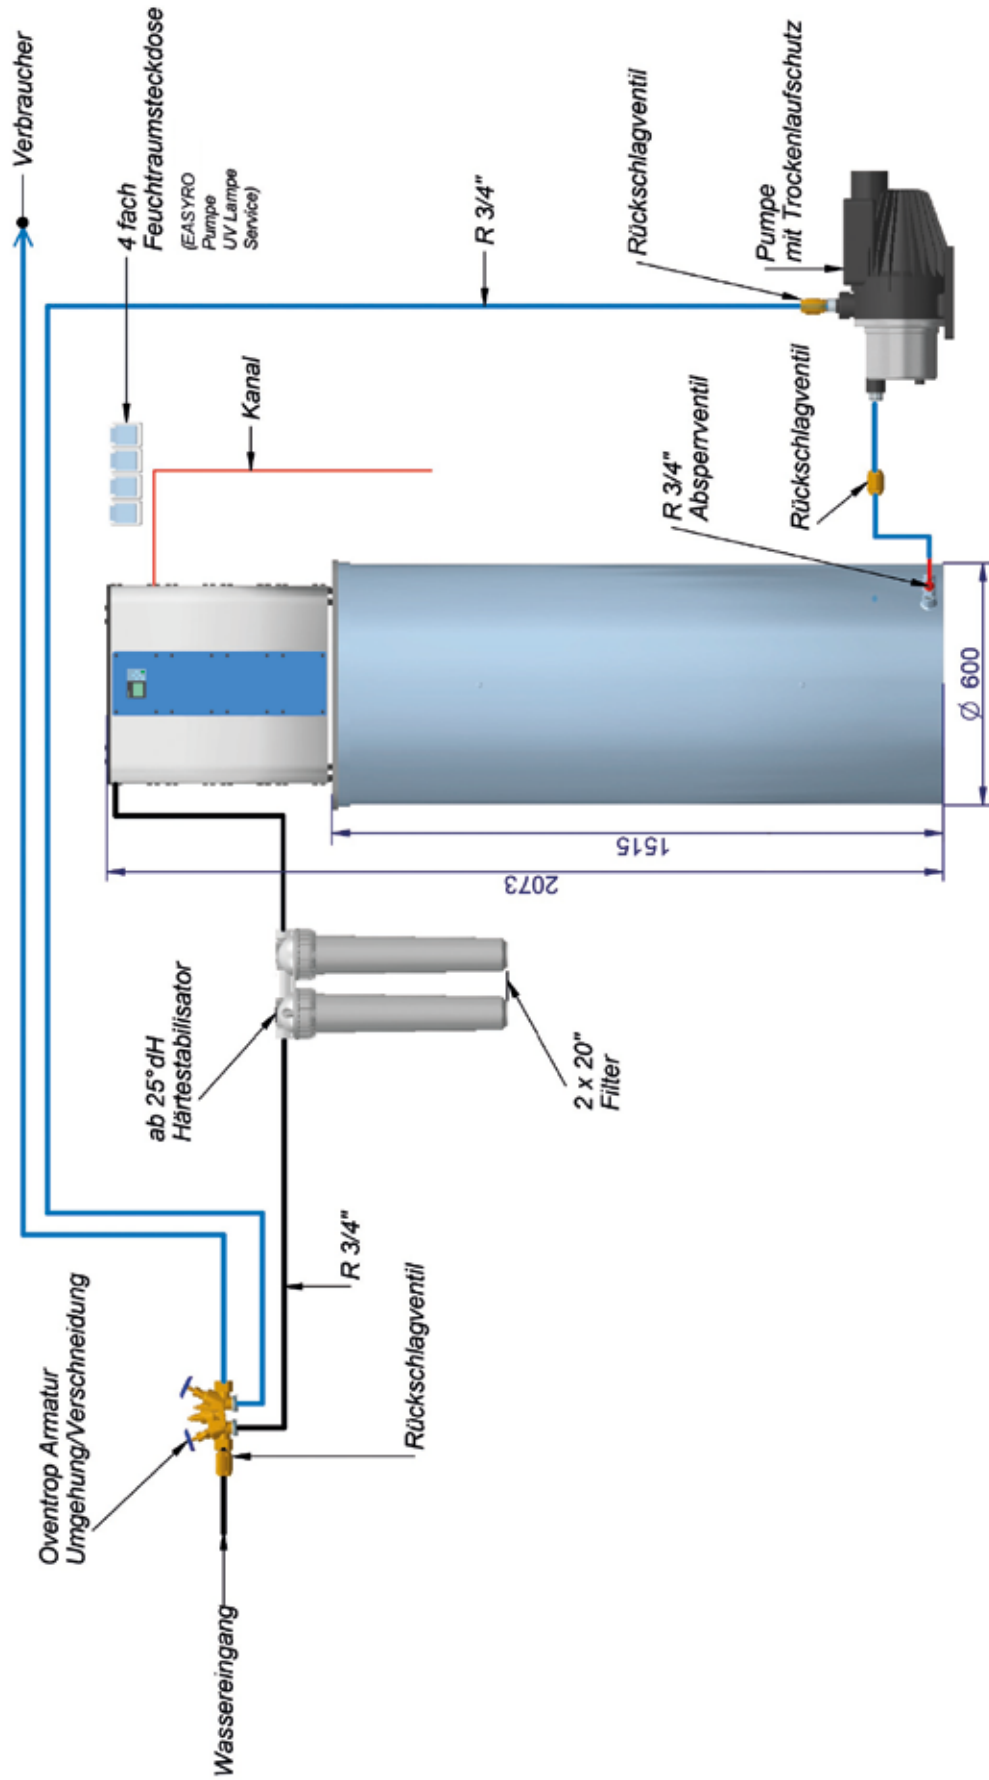 Verbraucher
4 fach
Feuchtraumsteckdose
(EASYRO
Pumpe
UV Lampe
Service)
R 3/4"
Rückschlagventil
Pumpe
mit Trockenlaufschutz
Kanal
R 3/4"
Absperrventil
Rückschlagventil
Ø 600
1515
2073
ab 25°dH
Härtestabilisator
2 x 20"
Filter
R 3/4"
Rückschlagventil
Oventrop Armatur
Umgehung/Verschneidung
Wassereingang